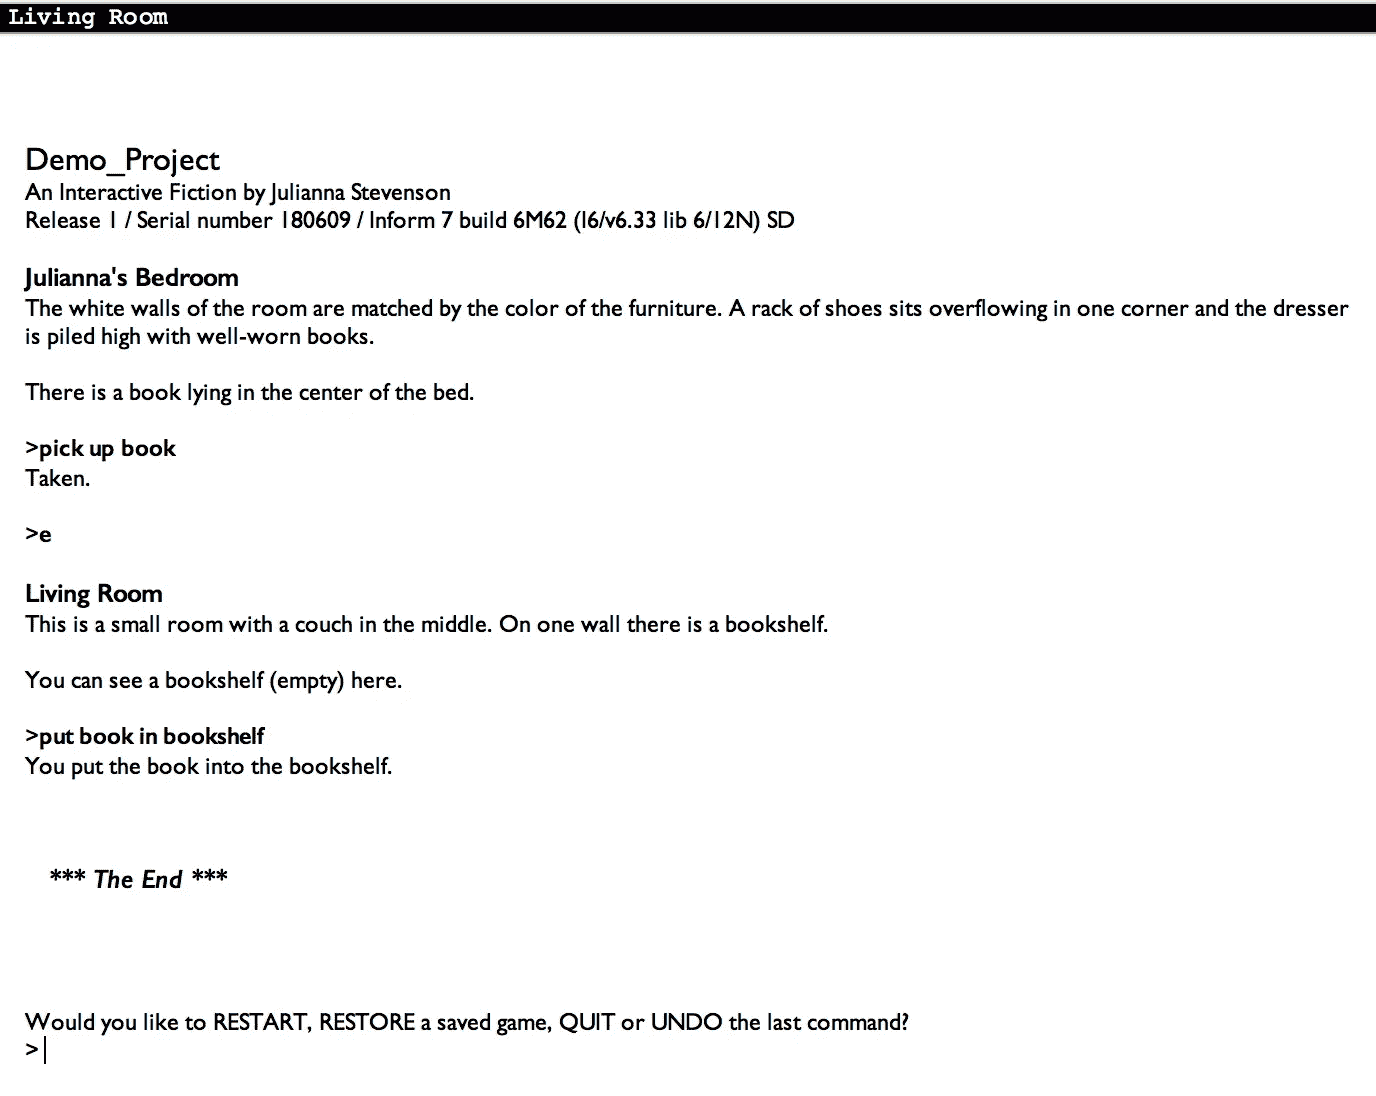 Living Room
Demo_Project
An Interactive Fiction by Julianna Stevenson
Release 1 / Serial number 180609 / Inform 7 build 6M62 (I6/v6.33 lib 6/12N) SD
Julianna's Bedroom
The white walls of the room are matched by the color of the furniture. A rack of shoes sits overflowing in one corner and the dresser
is piled high with well-worn books.
There is a book lying in the center of the bed.
>pick up book
Taken.
>e
Living Room
This is a small room with a couch in the middle. On one wall there is a bookshelf.
You can see a bookshelf (empty) here.
>put book in bookshelf
You put the book into the bookshelf.
*** The End ***
Would you like to RESTART, RESTORE a saved game, QUIT or UNDO the last command?
>